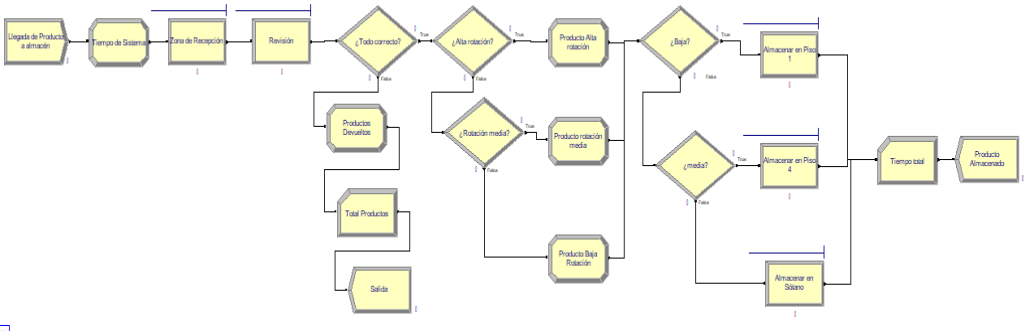 Llegada de Producto
a almacén
Tiempo de Sistema
Zona de Recepción
Revisión
¿Todo correcto?
True
False
¿Alta rotación?
True
False
Producto Alta
rotación
¿Baja?
True
False
Almacenar en Piso
1
Productos
Devueltos
¿Rotación media?
True
False
Producto rotación
media
¿media?
True
False
Almacenar en Piso
4
Tiempo total
Producto
Almacenado
Total Productos
Producto Baja
Rotación
Salida
Almacenar en
Sótano